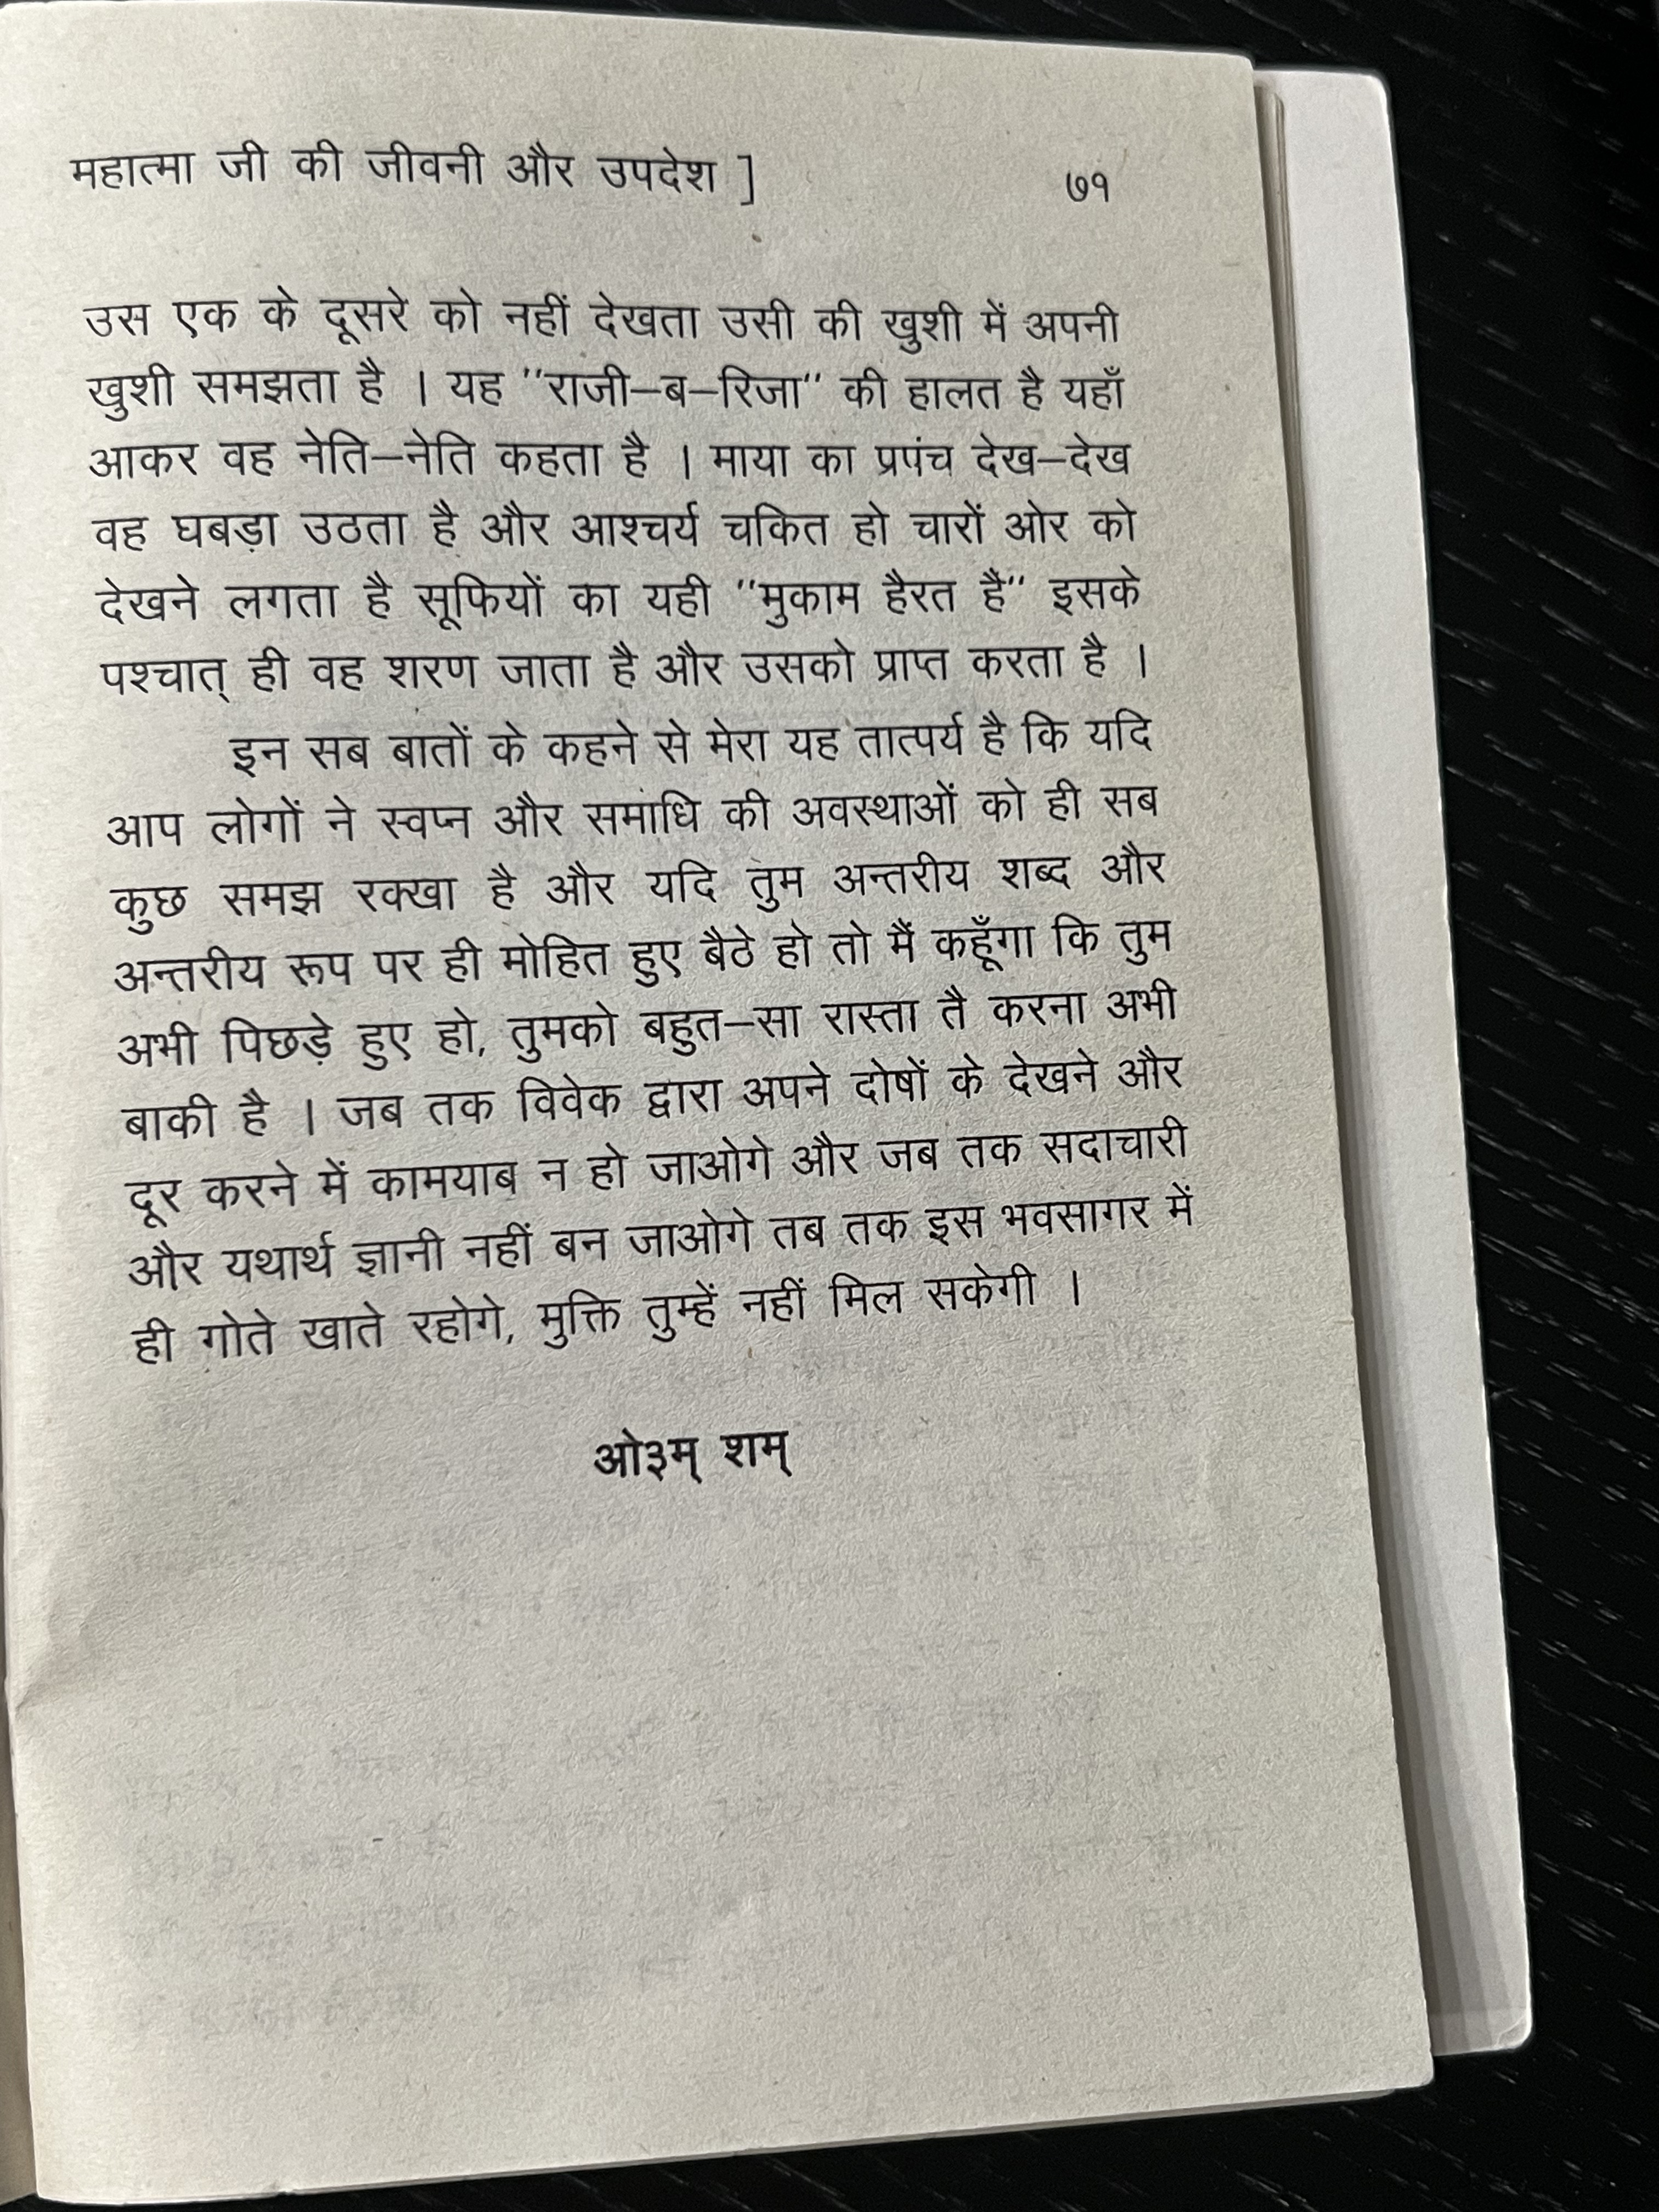 महात्मा जी की जीवनी और उपदेश ] ७१
उस एक के दूसरे को नहीं देखता उसी की खुशी में अपनी
खुशी समझता है । यह ''राजी–ब–रिजा'' की हालत है यहाँ
आकर वह नेति–नेति कहता है । माया का प्रपंच देख–देख
वह घबड़ा उठता है और आश्चर्य चकित हो चारों ओर को
देखने लगता है सूफियों का यही ''मुकाम हैरत है'' इसके
पश्चात् ही वह शरण जाता है और उसको प्राप्त करता है ।
इन सब बातों के कहने से मेरा यह तात्पर्य है कि यदि
आप लोगों ने स्वप्न और समाधि की अवस्थाओं को ही सब
कुछ समझ रक्खा है और यदि तुम अन्तरीय शब्द और
अन्तरीय रूप पर ही मोहित हुए बैठे हो तो मैं कहूँगा कि तुम
अभी पिछड़े हुए हो, तुमको बहुत–सा रास्ता तै करना अभी
बाकी है । जब तक विवेक द्वारा अपने दोषों के देखने और
दूर करने में कामयाब न हो जाओगे और जब तक सदाचारी
और यथार्थ ज्ञानी नहीं बन जाओगे तब तक इस भवसागर में
ही गोते खाते रहोगे, मुक्ति तुम्हें नहीं मिल सकेगी ।
ओ३म् शम्